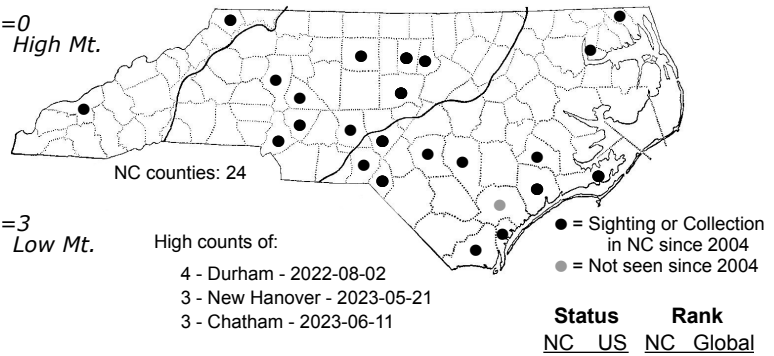 =0
High Mt.
NC counties: 24
=3
Low Mt.
High counts of:
4 - Durham - 2022-08-02
3 - New Hanover - 2023-05-21
3 - Chatham - 2023-06-11
= Sighting or Collection
in NC since 2004
= Not seen since 2004
Status Rank
NC US NC Global